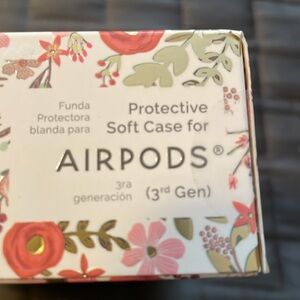 Funda
Protectora
blanda para
Protective
Soft Case for
AIRPODS®
3ra
generación
(3rd Gen)